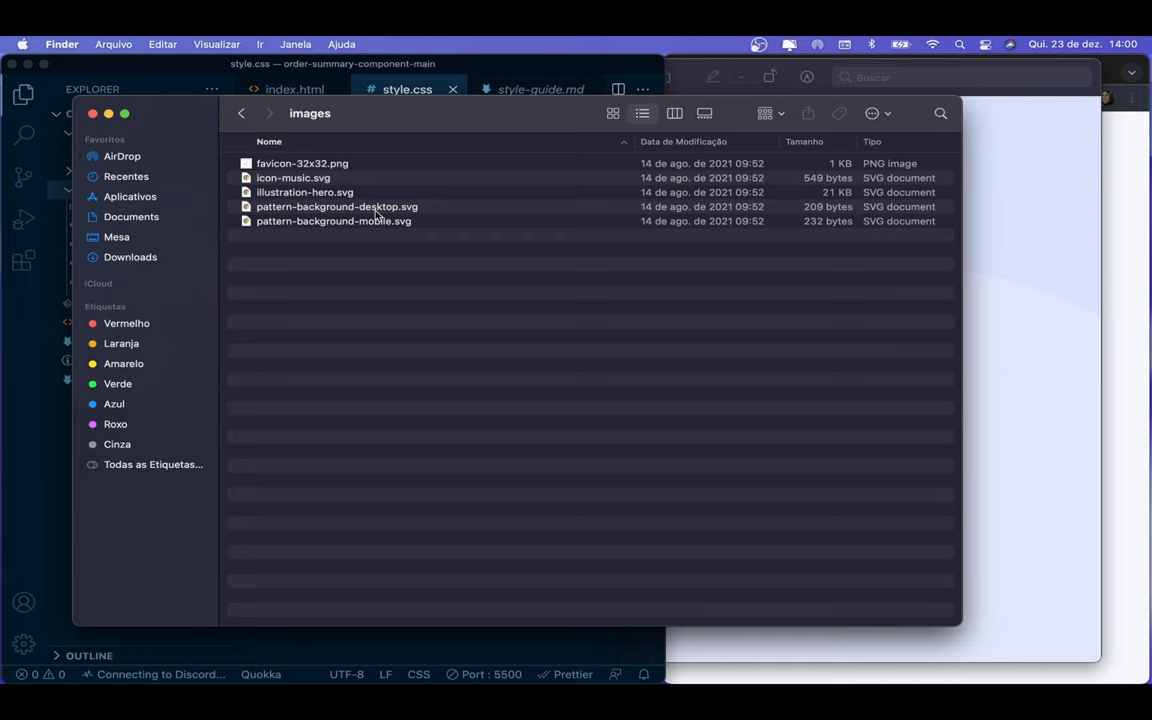 Finder Arquivo Editar Visualizar Ir Janela Ajuda Qui. 23 de dez. 14:00
style.css — order-summary-component-main
EXPLORER ··· <> index.html # style.css × style-guide.md ···
Buscar
images
Favoritos
AirDrop
Recentes
Aplicativos
Documents
Mesa
Downloads
iCloud
Etiquetas
Vermelho
Laranja
Amarelo
Verde
Azul
Roxo
Cinza
Todas as Etiquetas...
Nome Data de Modificação Tamanho Tipo
favicon-32x32.png 14 de ago. de 2021 09:52 1 KB PNG image
icon-music.svg 14 de ago. de 2021 09:52 549 bytes SVG document
illustration-hero.svg 14 de ago. de 2021 09:52 21 KB SVG document
pattern-background-desktop.svg 14 de ago. de 2021 09:52 209 bytes SVG document
pattern-background-mobile.svg 14 de ago. de 2021 09:52 232 bytes SVG document
OUTLINE
0 0 Connecting to Discord... Quokka UTF-8 LF CSS Port : 5500 Prettier